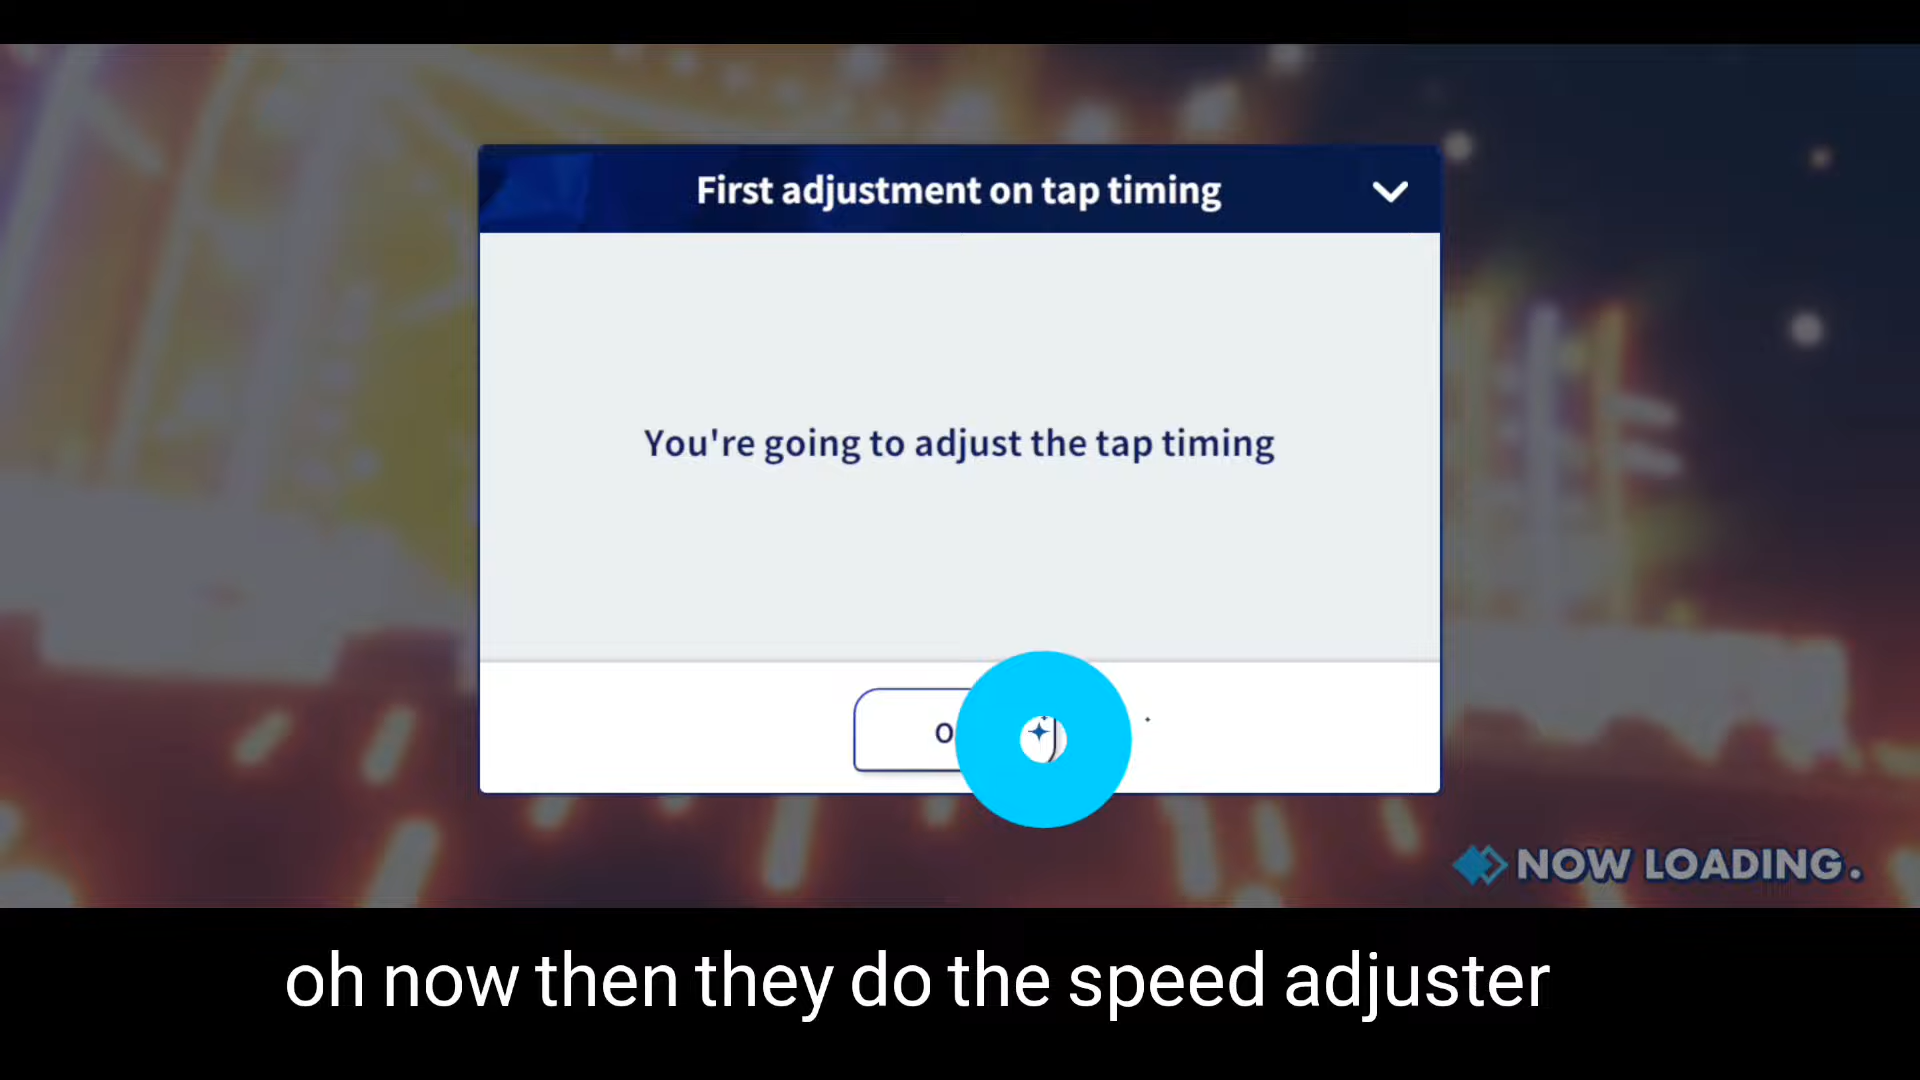 First adjustment on tap timing
You're going to adjust the tap timing
NOW LOADING.
oh now then they do the speed adjuster